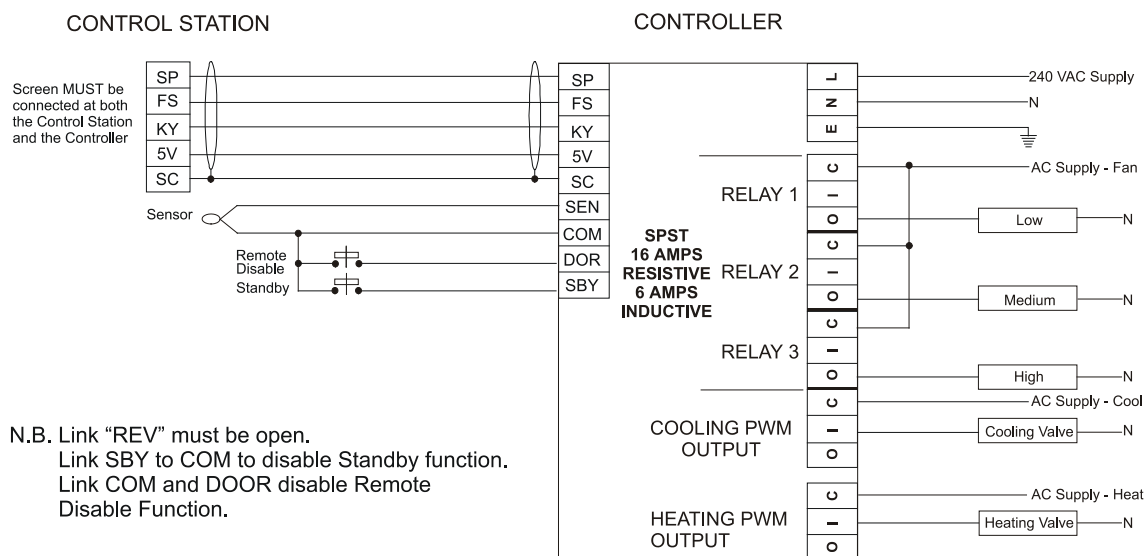 CONTROL STATION
CONTROLLER
Screen MUST be
connected at both
the Control Station
and the Controller
SP
FS
KY
5V
SC
SP
FS
KY
5V
SC
SEN
COM
DOR
SBY
Sensor
Remote
Disable
Standby
SPST
16 AMPS
RESISTIVE
6 AMPS
INDUCTIVE
L
N
E
240 VAC Supply
N
RELAY 1
C
I
O
AC Supply - Fan
Low
N
RELAY 2
C
I
O
Medium
N
RELAY 3
C
I
O
High
N
COOLING PWM
OUTPUT
C
I
O
AC Supply - Cool
Cooling Valve
N
HEATING PWM
OUTPUT
C
I
O
AC Supply - Heat
Heating Valve
N
N.B. Link “REV” must be open.
Link SBY to COM to disable Standby function.
Link COM and DOOR disable Remote
Disable Function.